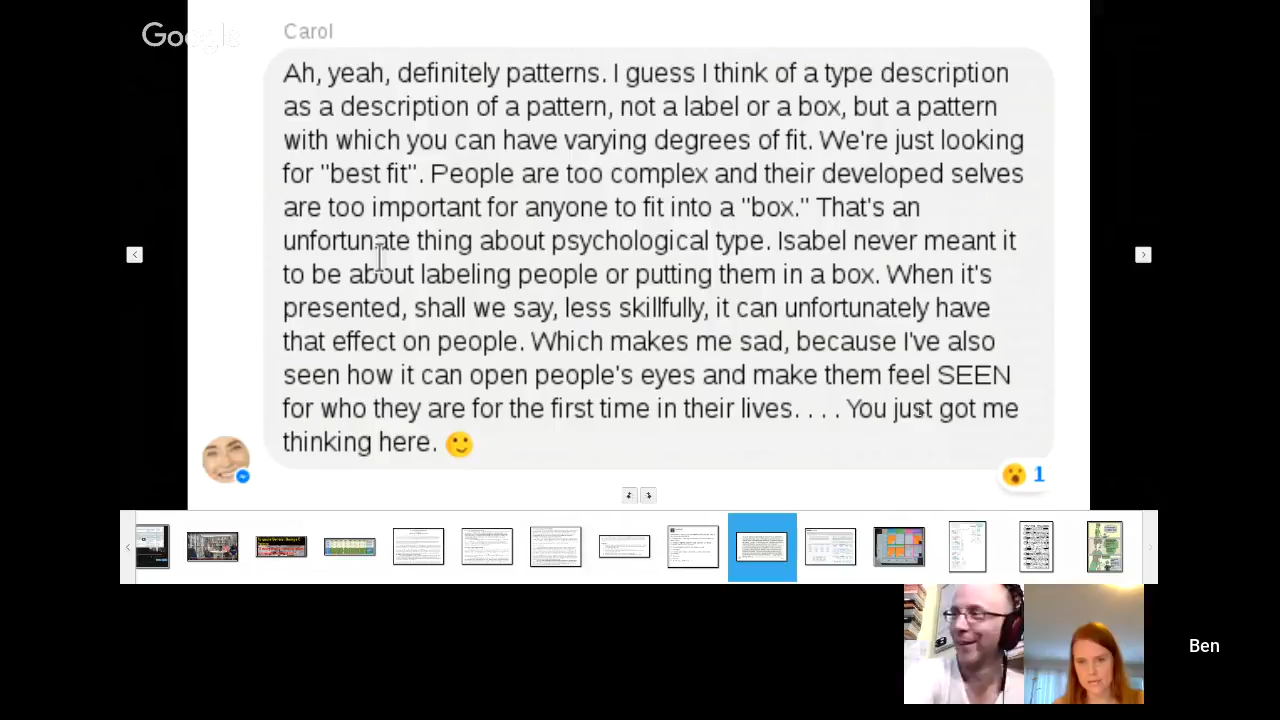 Google
Carol
Ah, yeah, definitely patterns. I guess I think of a type description
as a description of a pattern, not a label or a box, but a pattern
with which you can have varying degrees of fit. We're just looking
for "best fit". People are too complex and their developed selves
are too important for anyone to fit into a "box." That's an
unfortunate thing about psychological type. Isabel never meant it
to be about labeling people or putting them in a box. When it's
presented, shall we say, less skillfully, it can unfortunately have
that effect on people. Which makes me sad, because I've also
seen how it can open people's eyes and make them feel SEEN
for who they are for the first time in their lives. . . . You just got me
thinking here.
1
Ben